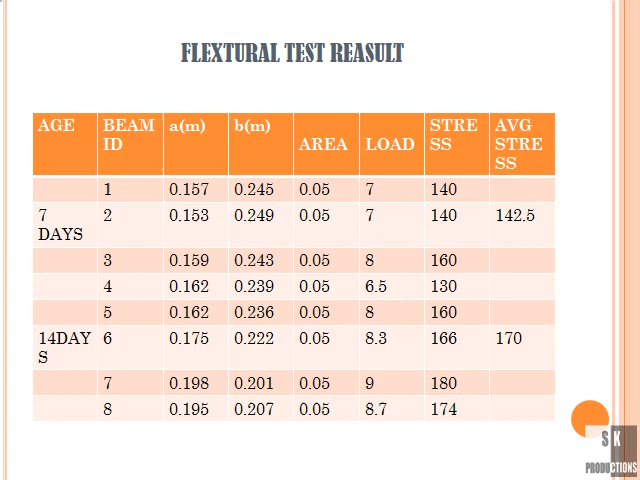 FLEXTURAL TEST REASULT
AGE BEAM ID a(m) b(m) AREA LOAD STRE SS AVG STRE SS
1 0.157 0.245 0.05 7 140
7 DAYS 2 0.153 0.249 0.05 7 140 142.5
3 0.159 0.243 0.05 8 160
4 0.162 0.239 0.05 6.5 130
5 0.162 0.236 0.05 8 160
14DAY S 6 0.175 0.222 0.05 8.3 166 170
7 0.198 0.201 0.05 9 180
8 0.195 0.207 0.05 8.7 174
S K
PRODUCTIONS